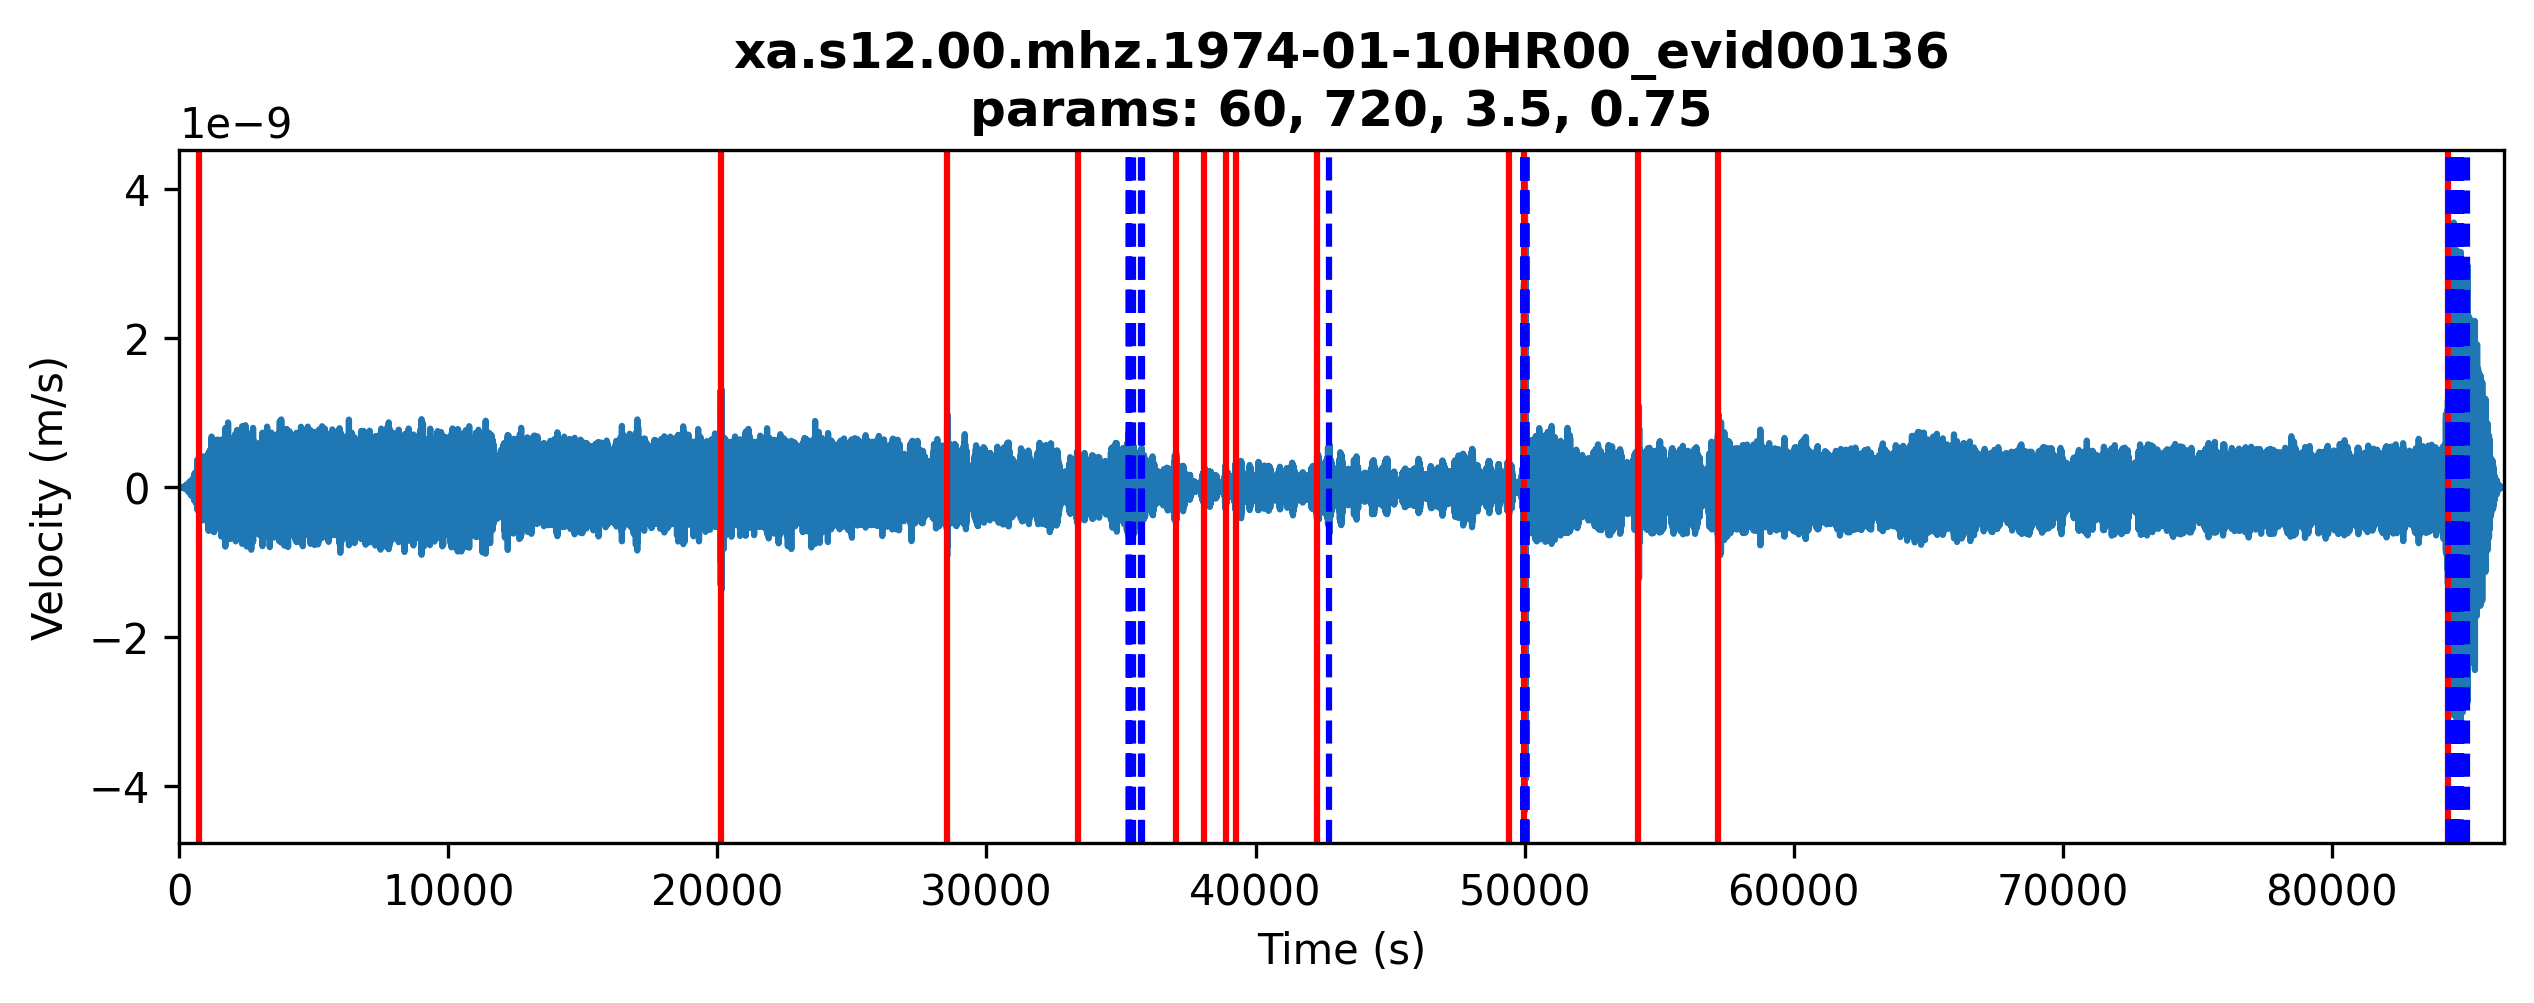 xa.s12.00.mhz.1974-01-10HR00_evid00136
params: 60, 720, 3.5, 0.75
1e−9
4
2
0
−2
−4
Velocity (m/s)
0 10000 20000 30000 40000 50000 60000 70000 80000
Time (s)